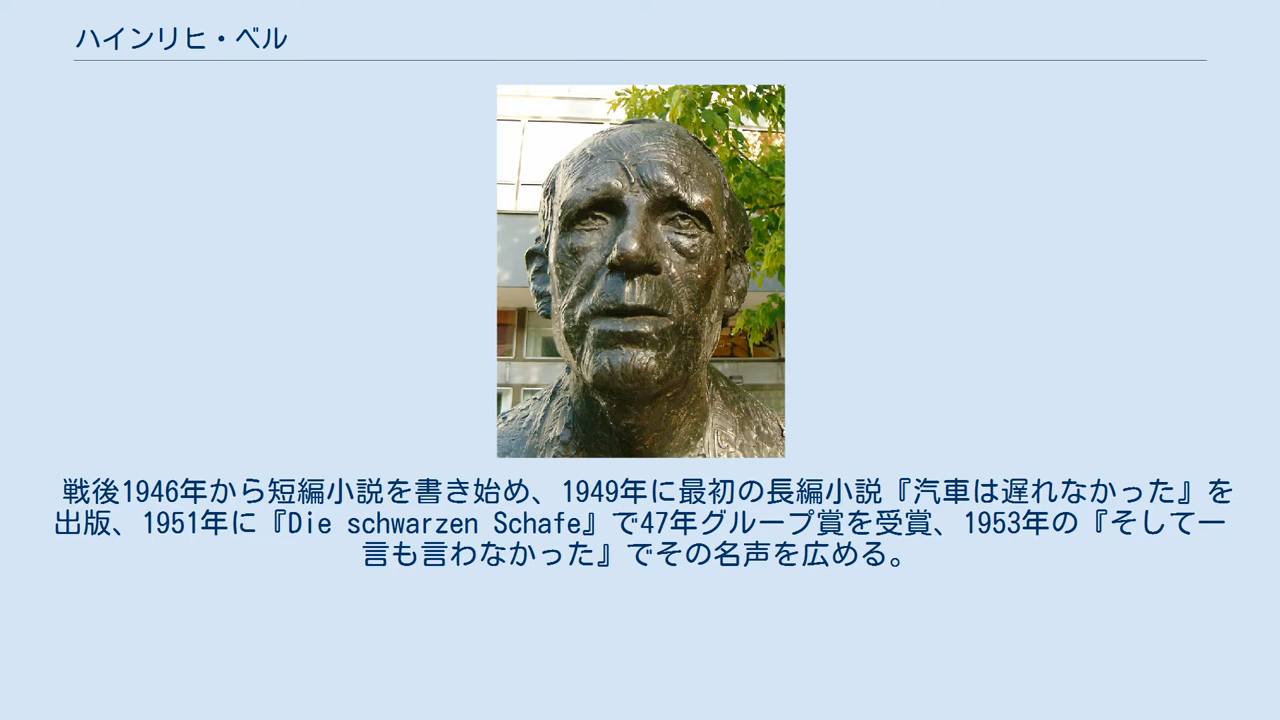 ハインリヒ・ベル
戦後1946年から短編小説を書き始め、1949年に最初の長編小説『汽車は遅れなかった』を
出版、1951年に『Die schwarzen Schafe』で47年グループ賞を受賞、1953年の『そして一
言も言わなかった』でその名声を広める。